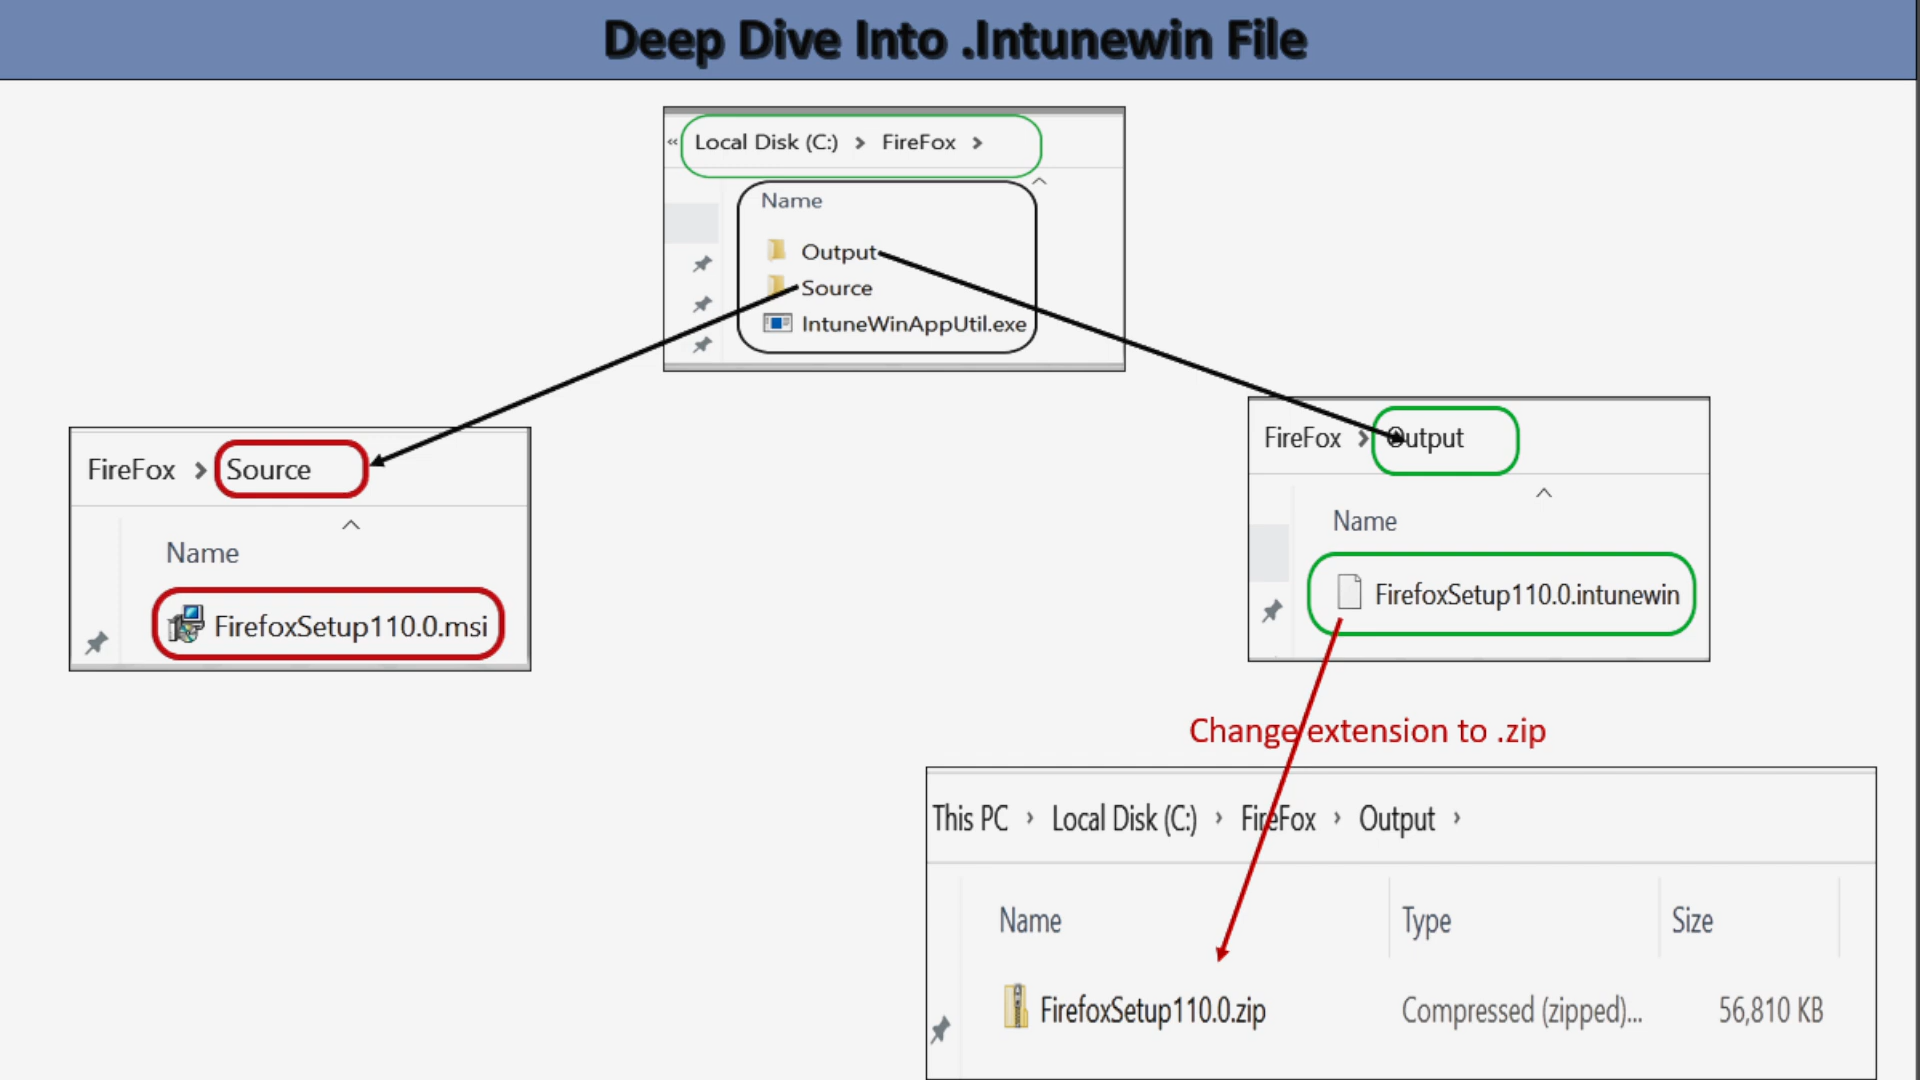 Deep Dive Into .Intunewin File
« Local Disk (C:) > FireFox >
Name
Output
Source
IntuneWinAppUtil.exe
FireFox > Source
Name
FirefoxSetup110.0.msi
FireFox > Output
Name
FirefoxSetup110.0.intunewin
Change extension to .zip
This PC > Local Disk (C:) > FireFox > Output >
Name Type Size
FirefoxSetup110.0.zip Compressed (zipped)... 56,810 KB